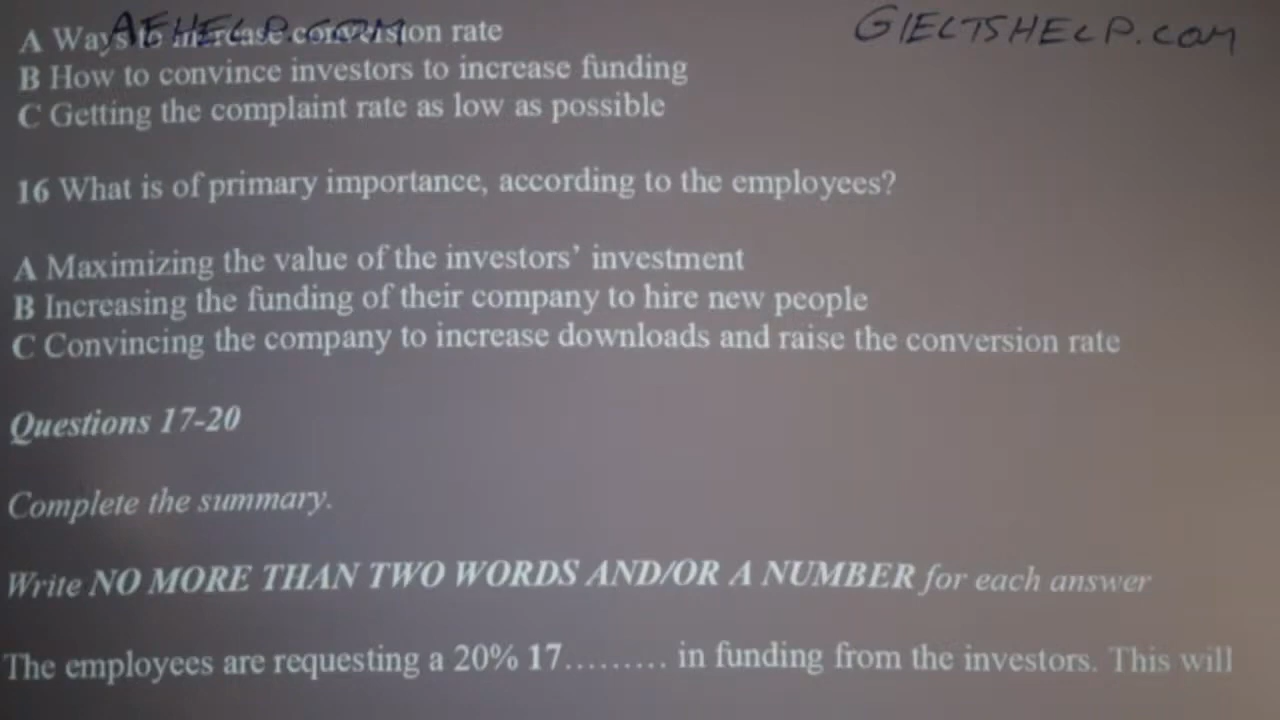 AEHELP.COM
GIELTSHELP.COM
A Ways to increase conversion rate
B How to convince investors to increase funding
C Getting the complaint rate as low as possible
16 What is of primary importance, according to the employees?
A Maximizing the value of the investors’ investment
B Increasing the funding of their company to hire new people
C Convincing the company to increase downloads and raise the conversion rate
Questions 17-20
Complete the summary.
Write NO MORE THAN TWO WORDS AND/OR A NUMBER for each answer
The employees are requesting a 20% 17......... in funding from the investors. This will